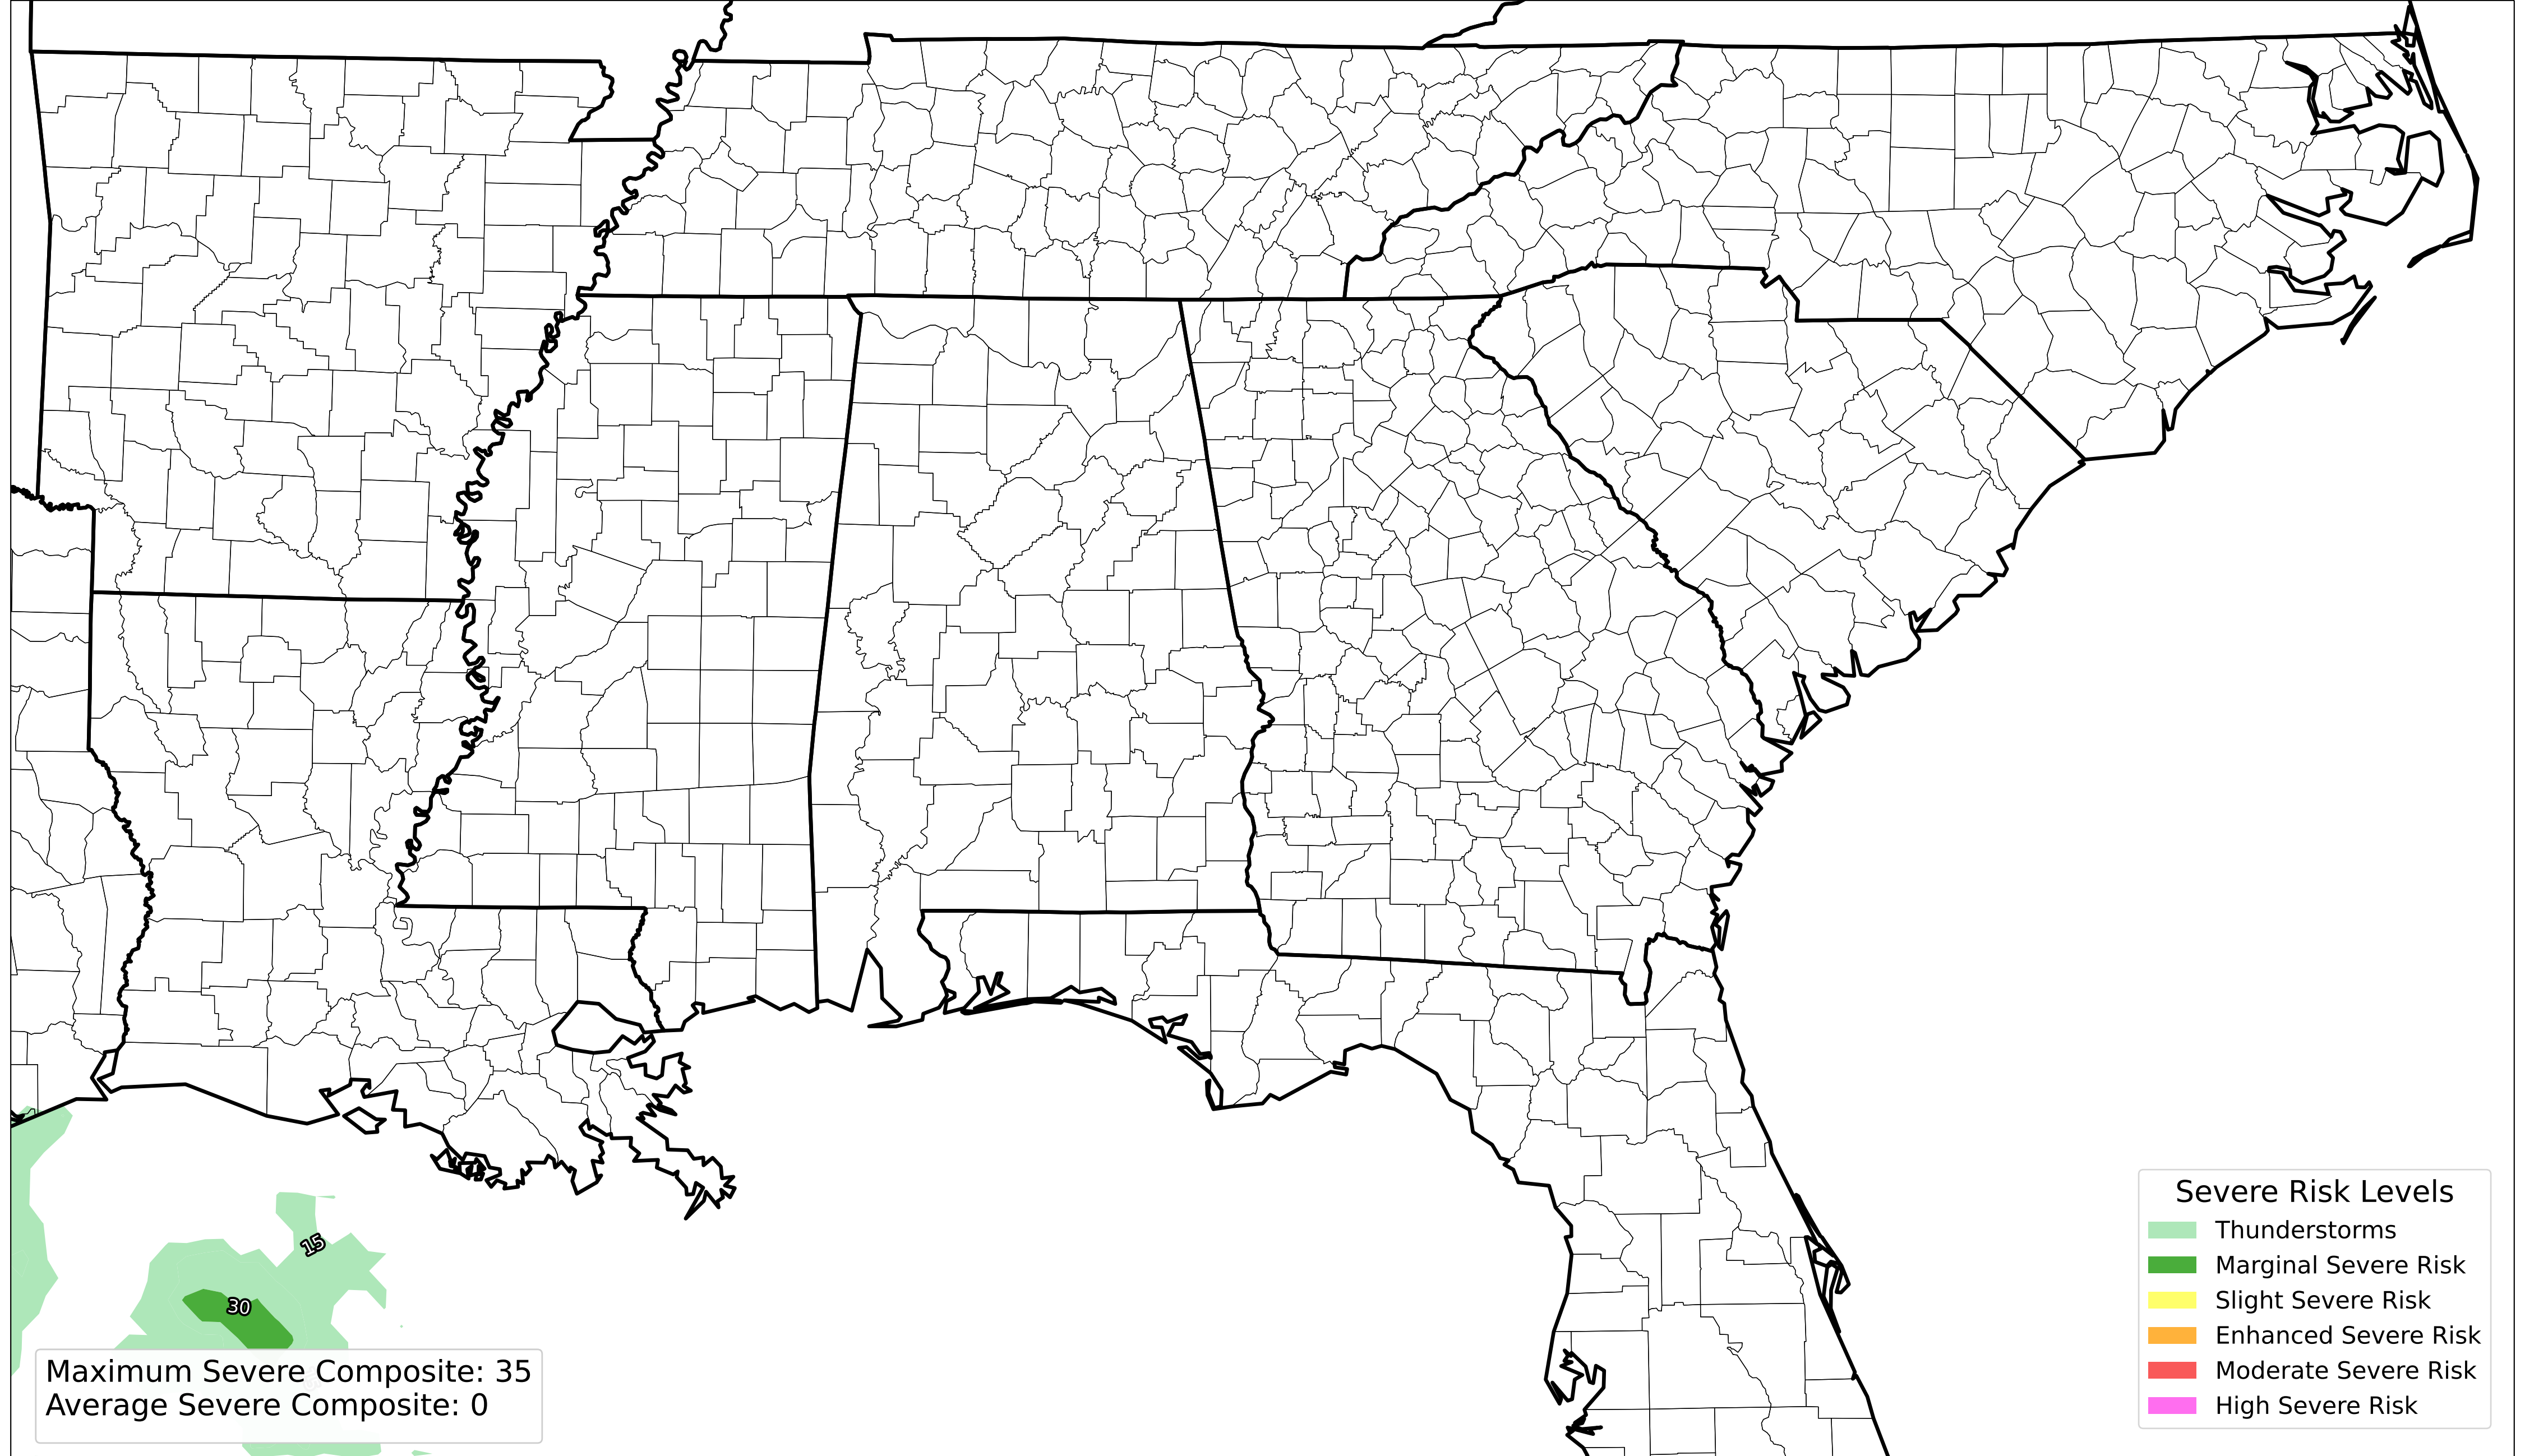 15
30
Maximum Severe Composite: 35
Average Severe Composite: 0
Severe Risk Levels
Thunderstorms
Marginal Severe Risk
Slight Severe Risk
Enhanced Severe Risk
Moderate Severe Risk
High Severe Risk